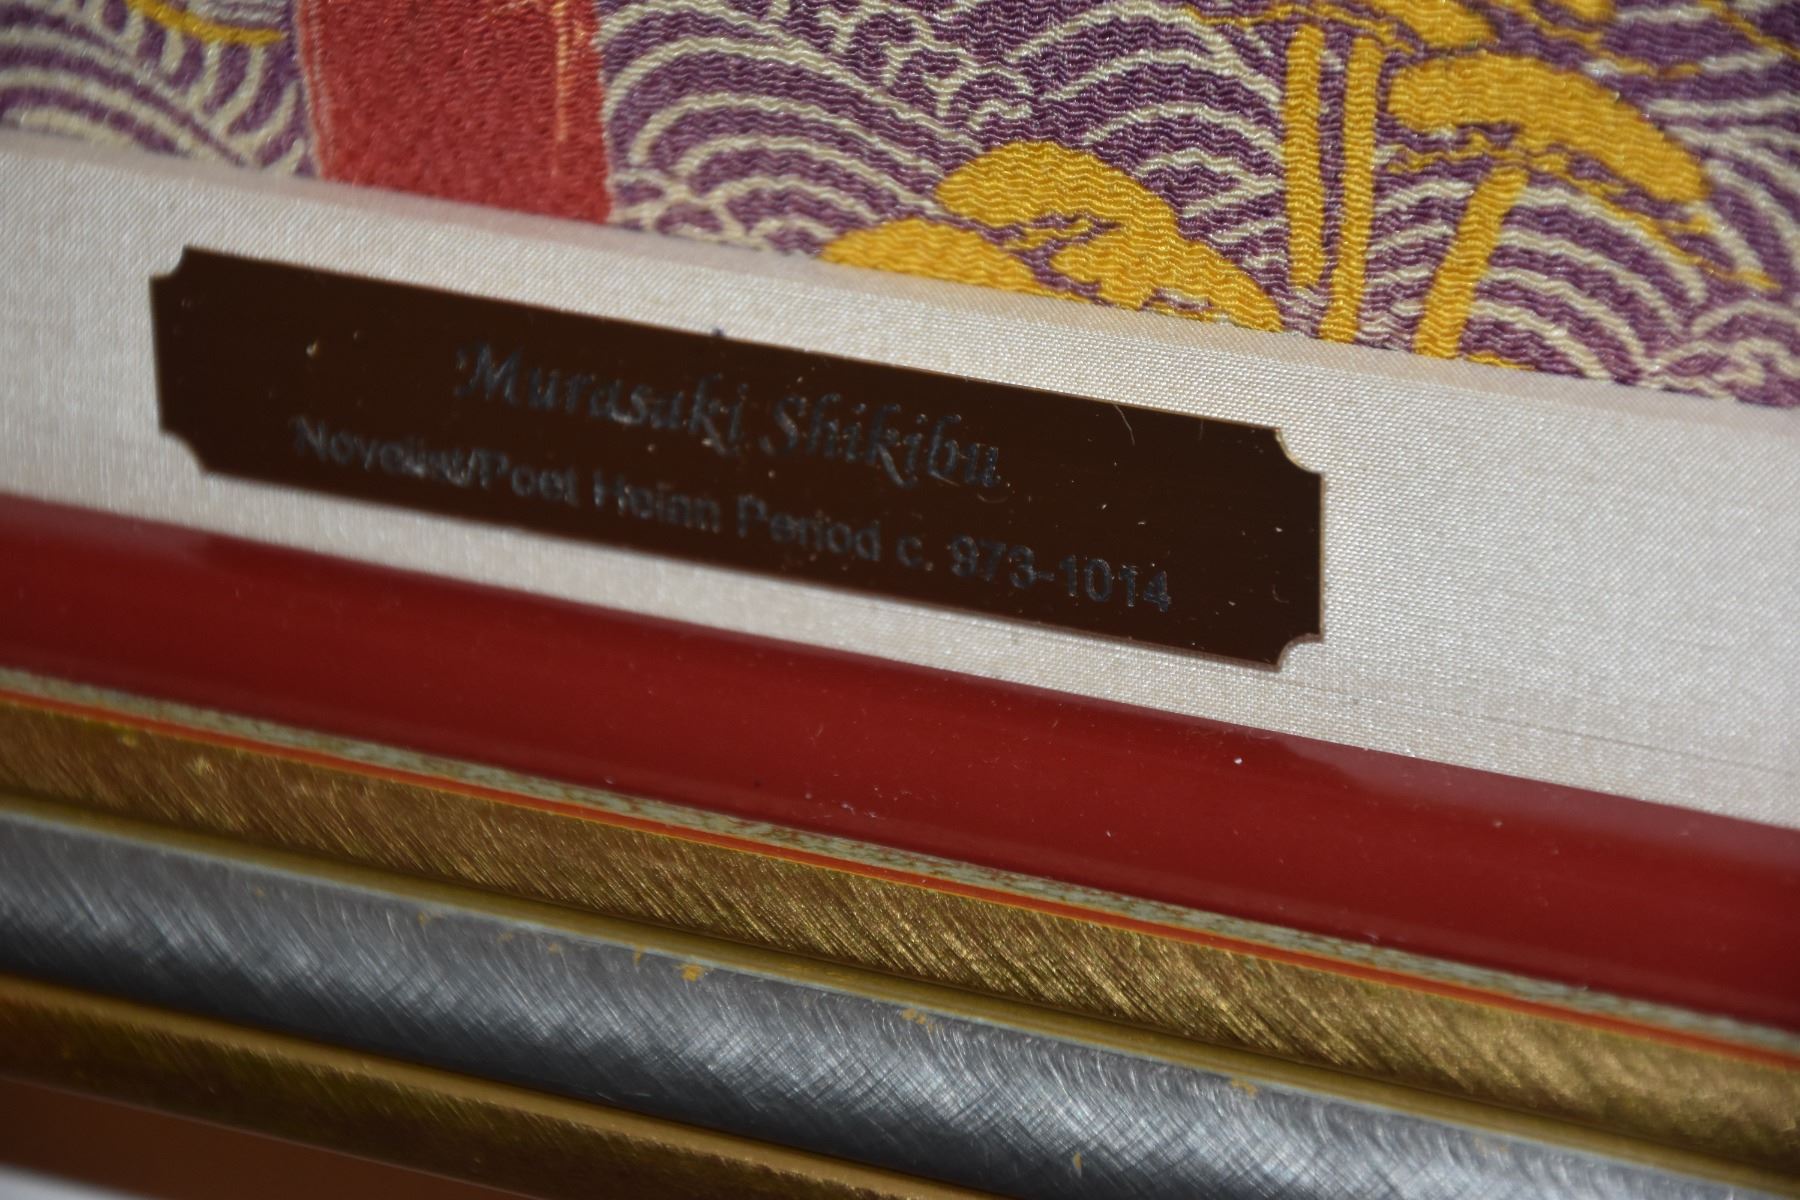 Murasaki Shikibu
Novelist/Poet Heian Period c. 973-1014